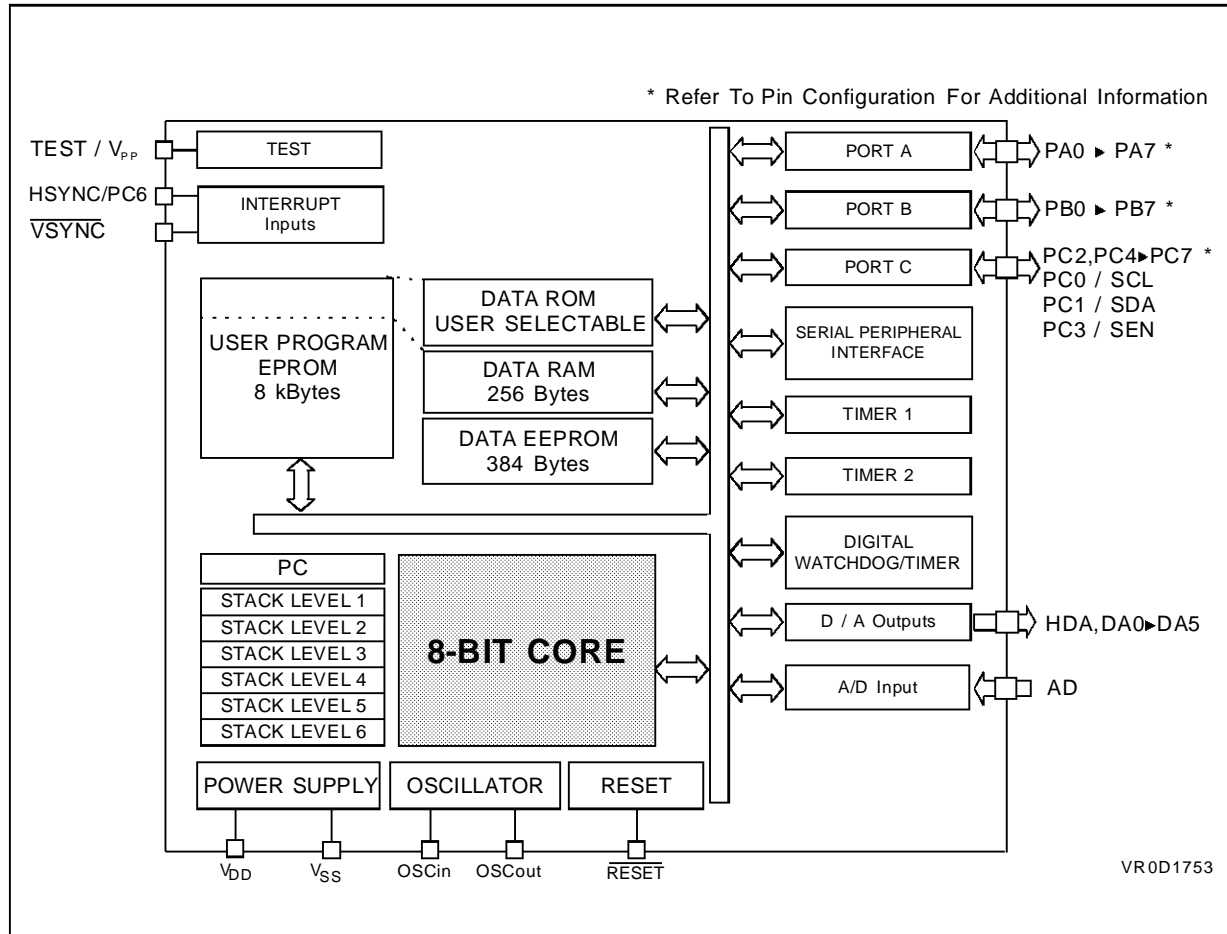 * Refer To Pin Configuration For Additional Information
TEST / VPP
TEST
HSYNC/PC6
VSYNC
INTERRUPT
Inputs
USER PROGRAM
EPROM
8 kBytes
DATA ROM
USER SELECTABLE
DATA RAM
256 Bytes
DATA EEPROM
384 Bytes
PC
STACK LEVEL 1
STACK LEVEL 2
STACK LEVEL 3
STACK LEVEL 4
STACK LEVEL 5
STACK LEVEL 6
8-BIT CORE
POWER SUPPLY
OSCILLATOR
RESET
VDD
VSS
OSCin
OSCout
RESET
PORT A
PA0 ▸ PA7 *
PORT B
PB0 ▸ PB7 *
PORT C
PC2,PC4▸PC7 *
PC0 / SCL
PC1 / SDA
PC3 / SEN
SERIAL PERIPHERAL
INTERFACE
TIMER 1
TIMER 2
DIGITAL
WATCHDOG/TIMER
D / A Outputs
HDA,DA0▸DA5
A/D Input
AD
VR0D1753